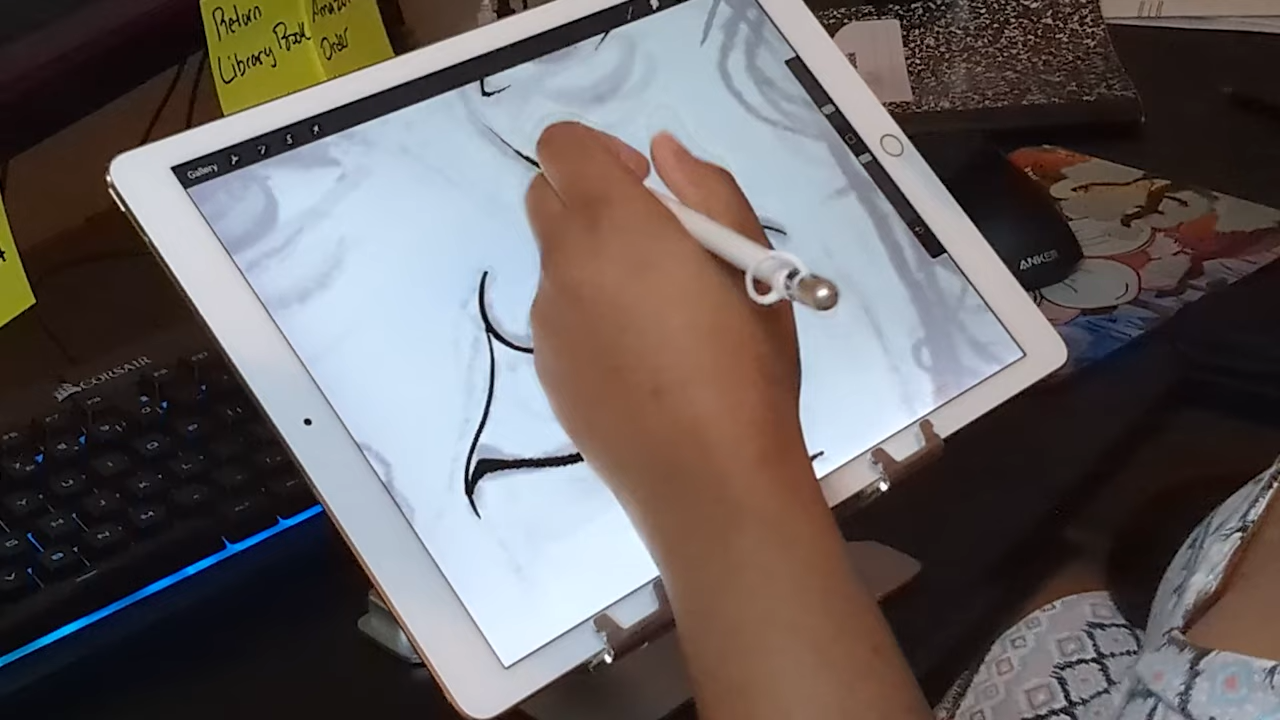 Return
Library Book
Amazon
Order
Gallery
CORSAIR
ANKER